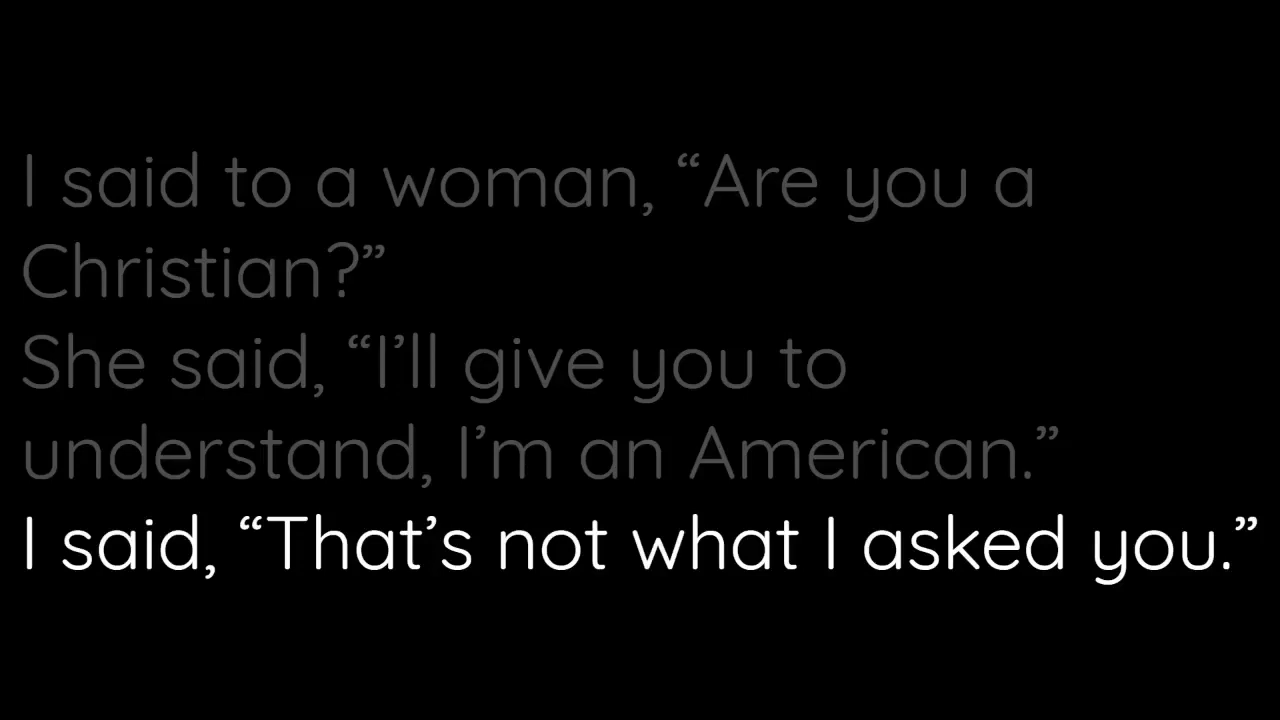 I said to a woman, “Are you a
Christian?”
She said, “I’ll give you to
understand, I’m an American.”
I said, “That’s not what I asked you.”